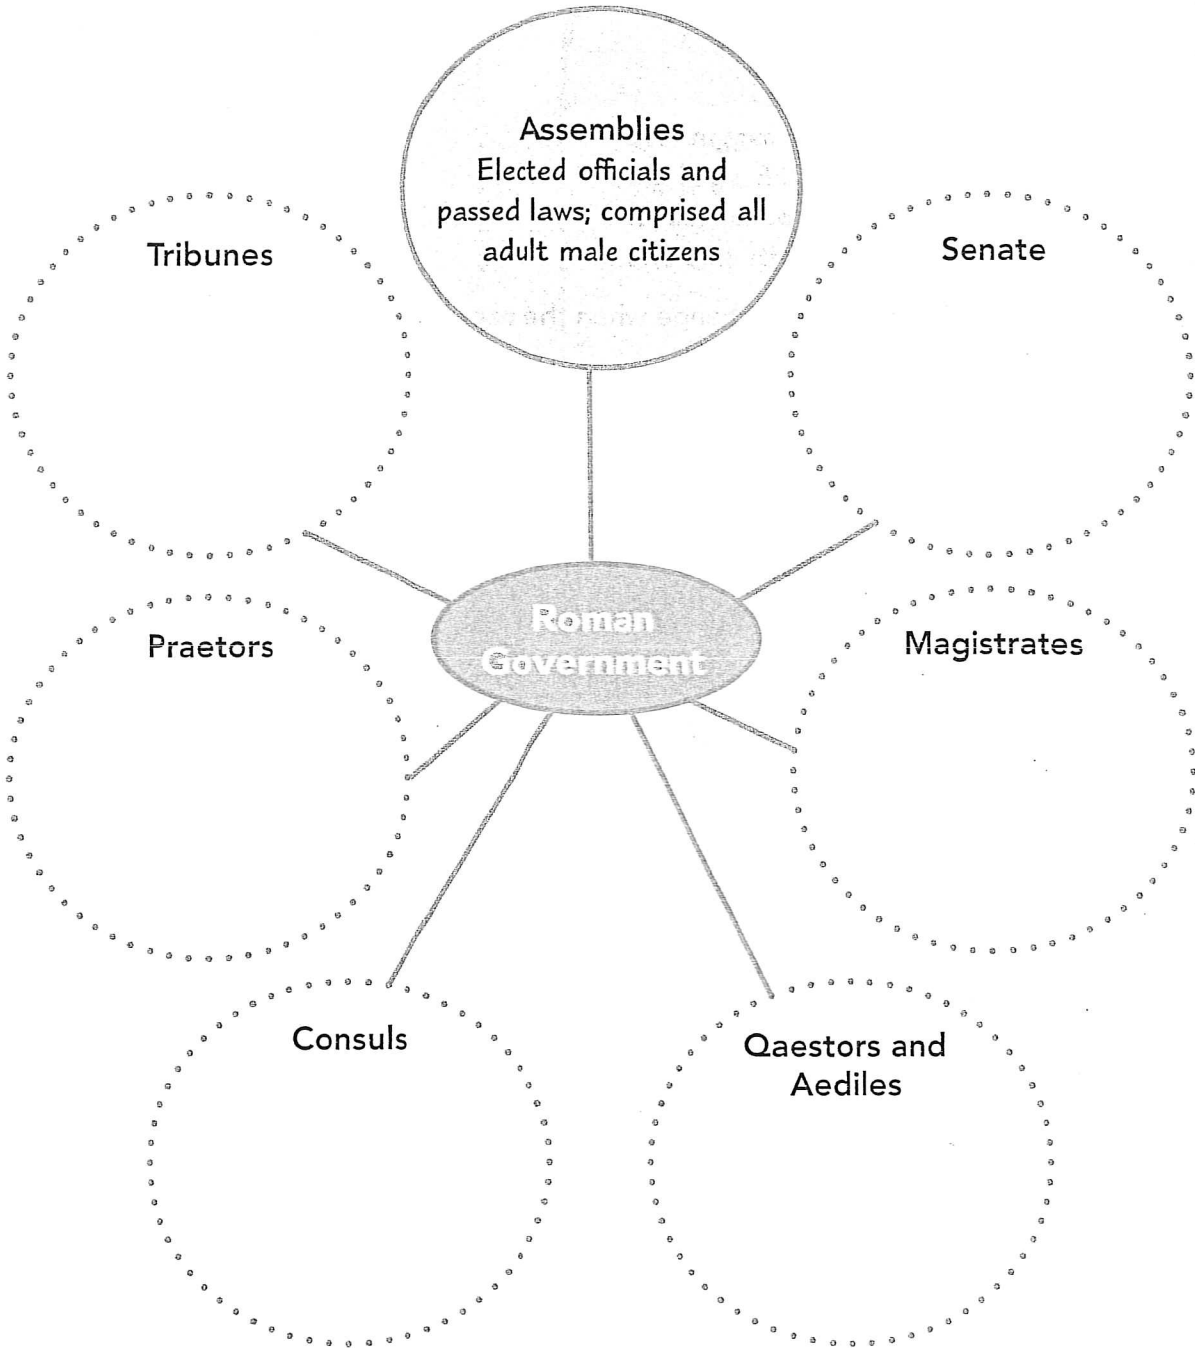 Assemblies
Elected officials and
passed laws; comprised all
adult male citizens
Tribunes
Senate
Roman
Government
Praetors
Magistrates
Consuls
Qaestors and
Aediles